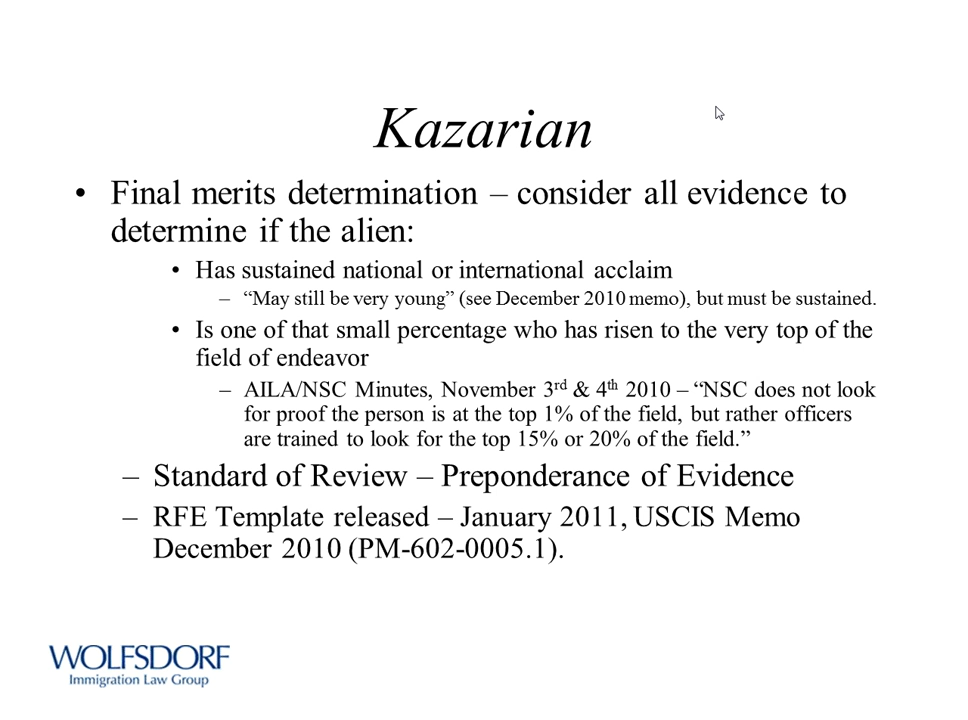 Kazarian
• Final merits determination – consider all evidence to
determine if the alien:
• Has sustained national or international acclaim
– “May still be very young” (see December 2010 memo), but must be sustained.
• Is one of that small percentage who has risen to the very top of the
field of endeavor
– AILA/NSC Minutes, November 3rd & 4th 2010 – “NSC does not look
for proof the person is at the top 1% of the field, but rather officers
are trained to look for the top 15% or 20% of the field.”
– Standard of Review – Preponderance of Evidence
– RFE Template released – January 2011, USCIS Memo
December 2010 (PM-602-0005.1).
WOLFSDORF
Immigration Law Group